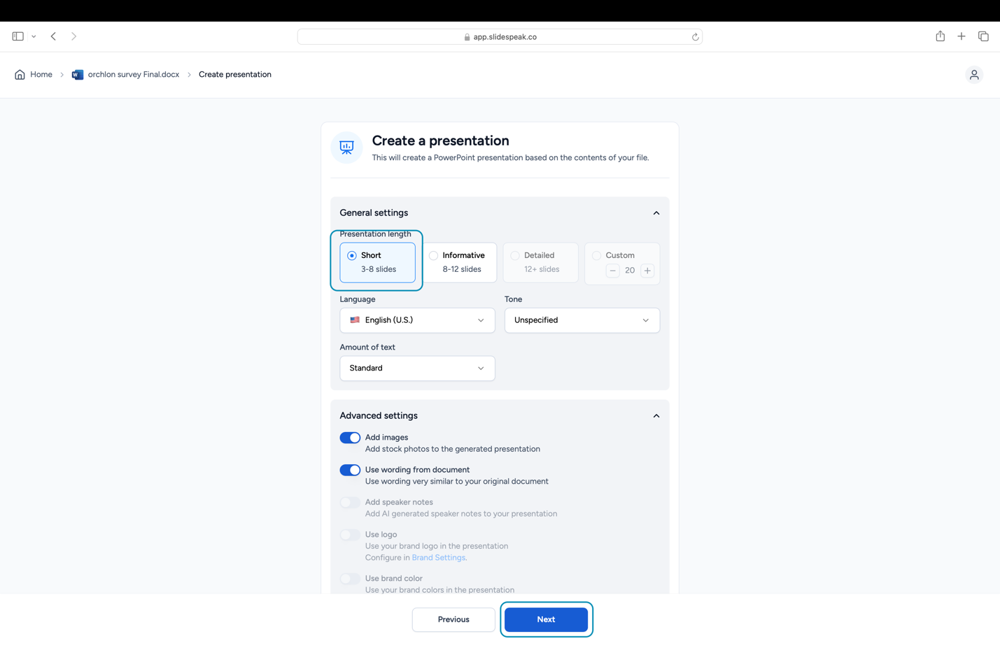 app.slidespeak.co
Home
orchlon survey Final.docx
Create presentation
Create a presentation
This will create a PowerPoint presentation based on the contents of your file.
General settings
Presentation length
Short
3-8 slides
Informative
8-12 slides
Detailed
12+ slides
Custom
20
Language
Tone
English (U.S.)
Unspecified
Amount of text
Standard
Advanced settings
Add images
Add stock photos to the generated presentation
Use wording from document
Use wording very similar to your original document
Add speaker notes
Add AI generated speaker notes to your presentation
Use logo
Use your brand logo in the presentation
Configure in Brand Settings.
Use brand color
Use your brand colors in the presentation
Previous
Next